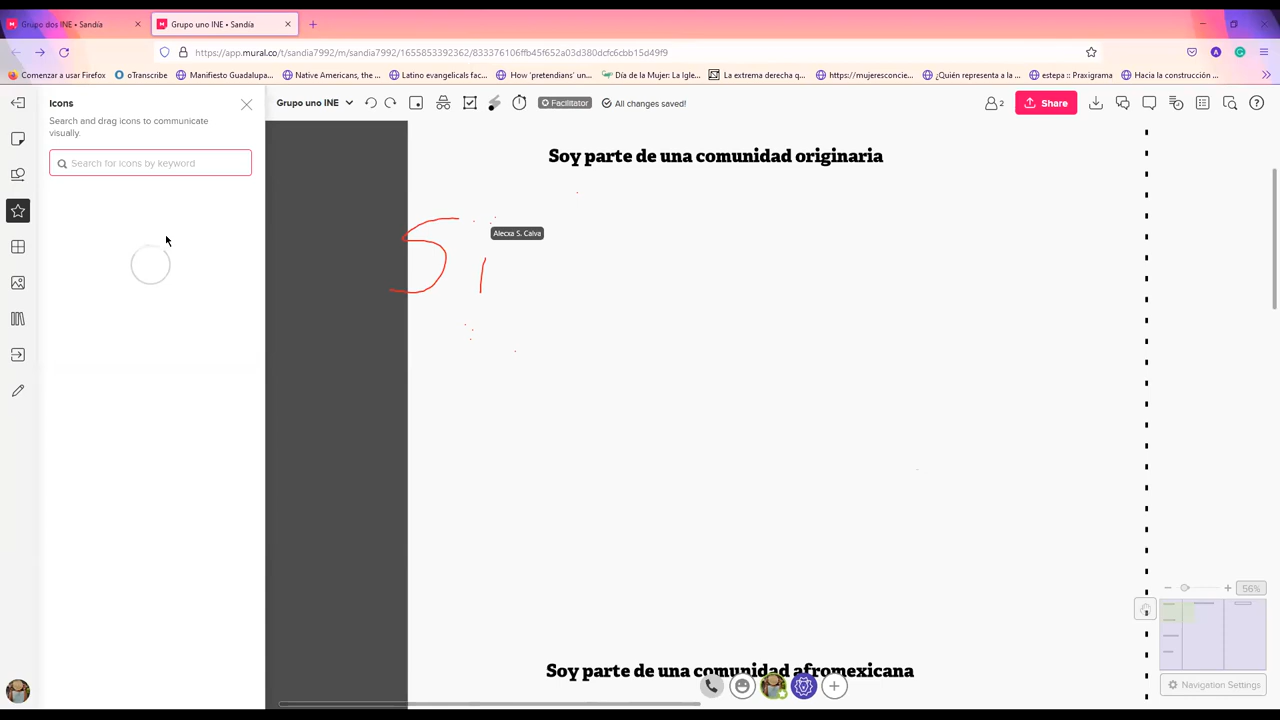 Grupo dos INE • Sandía
Grupo uno INE • Sandía
https://app.mural.co/t/sandia7992/m/sandia7992/1655853392362/833376106ffb45f652a03d380dcfc6cbb15d49f9
Comenzar a usar Firefox
oTranscribe
Manifiesto Guadalupa...
Native Americans, the...
Latino evangelicals fac...
How 'pretendians' un...
Día de la Mujer: La Igle...
La extrema derecha q...
https://mujeresconcie...
¿Quién representa a la ...
estepa :: Praxigrama
Hacia la construcción ...
Icons
Search and drag icons to communicate
visually.
Search for icons by keyword
Grupo uno INE
Facilitator
All changes saved!
2
Share
Soy parte de una comunidad originaria
Si
Alecxa S. Calva
56%
Soy parte de una comunidad afromexicana
Navigation Settings